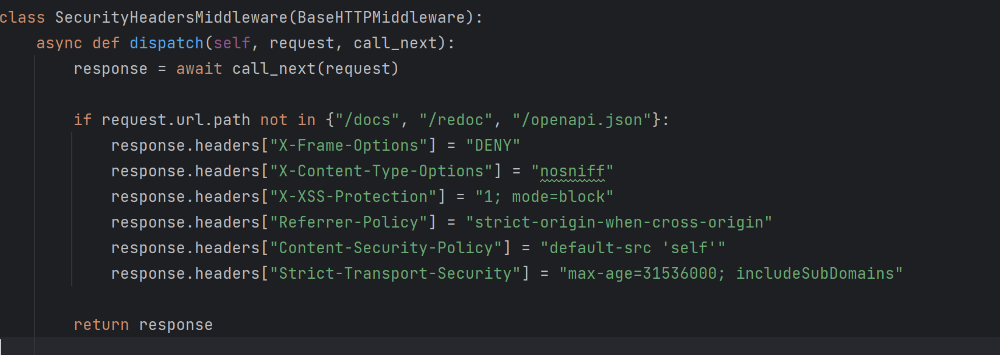 class SecurityHeadersMiddleware(BaseHTTPMiddleware):
    async def dispatch(self, request, call_next):
        response = await call_next(request)

        if request.url.path not in {"/docs", "/redoc", "/openapi.json"}:
            response.headers["X-Frame-Options"] = "DENY"
            response.headers["X-Content-Type-Options"] = "nosniff"
            response.headers["X-XSS-Protection"] = "1; mode=block"
            response.headers["Referrer-Policy"] = "strict-origin-when-cross-origin"
            response.headers["Content-Security-Policy"] = "default-src 'self'"
            response.headers["Strict-Transport-Security"] = "max-age=31536000; includeSubDomains"

        return response